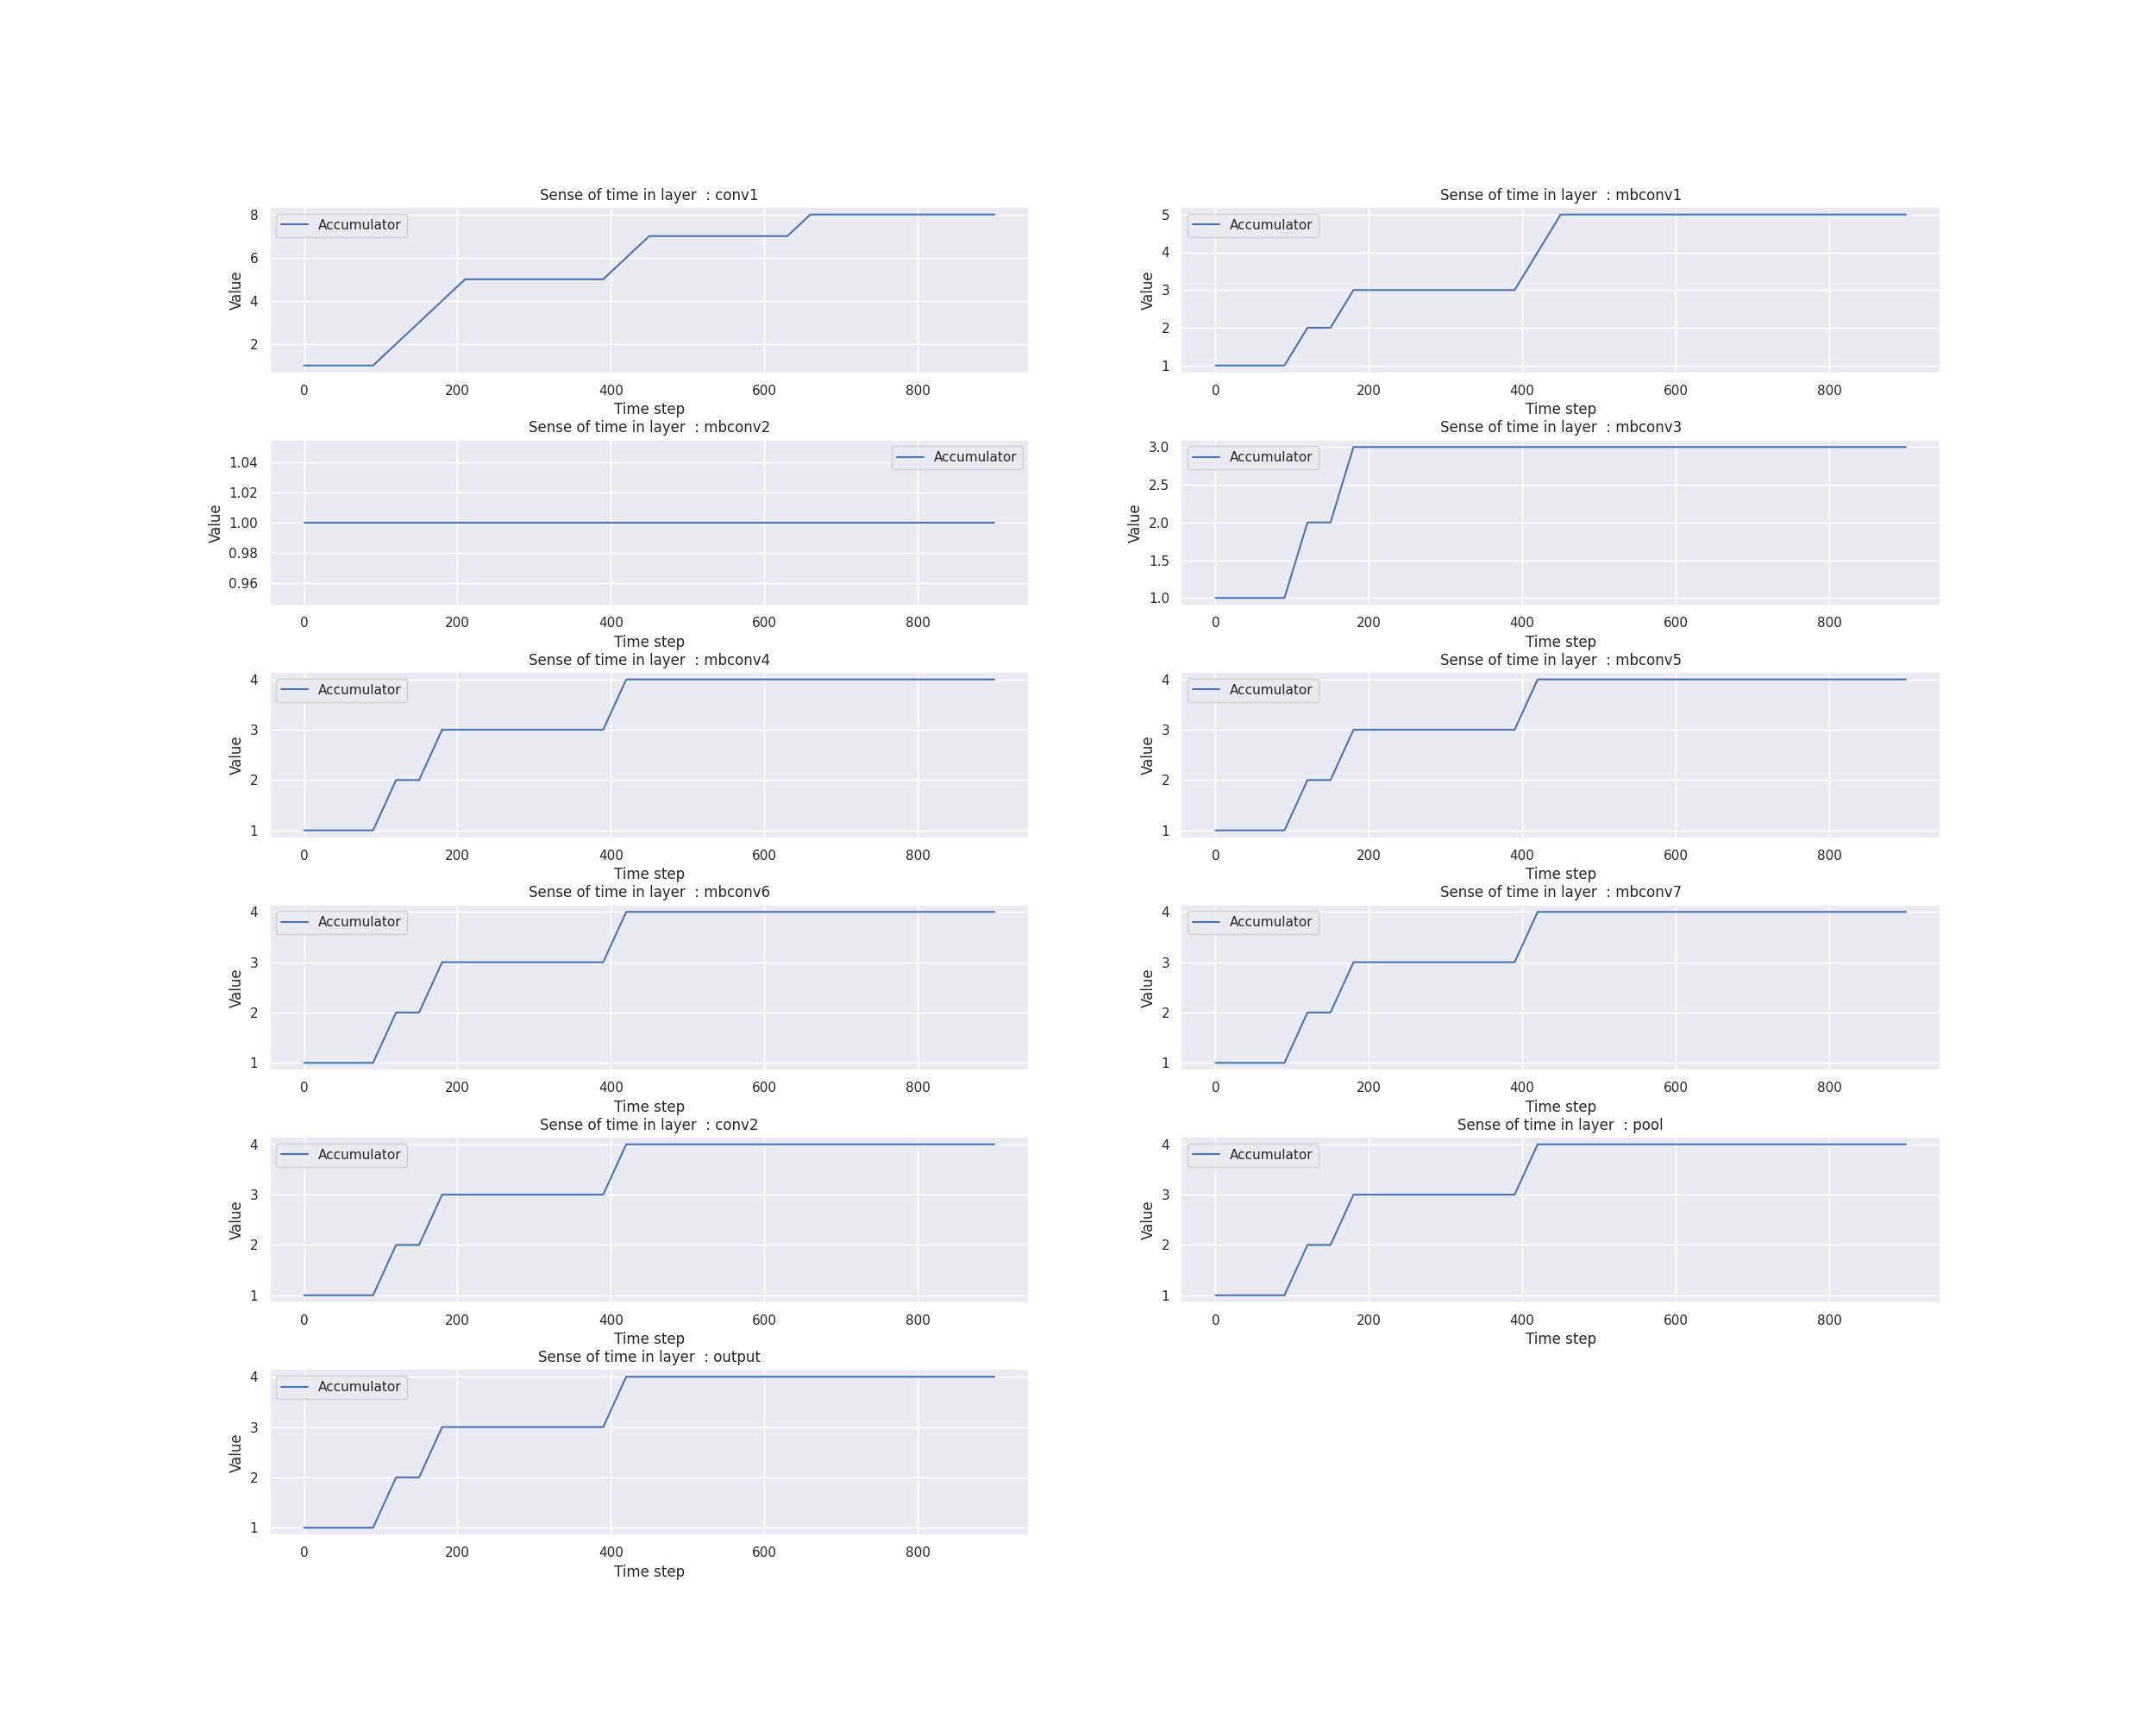 Sense of time in layer  : conv1
Accumulator
Value
8
6
4
2
0 200 400 600 800
Time step
Sense of time in layer  : mbconv1
Accumulator
Value
5
4
3
2
1
0 200 400 600 800
Time step
Sense of time in layer  : mbconv2
Accumulator
Value
1.04
1.02
1.00
0.98
0.96
0 200 400 600 800
Time step
Sense of time in layer  : mbconv3
Accumulator
Value
3.0
2.5
2.0
1.5
1.0
0 200 400 600 800
Time step
Sense of time in layer  : mbconv4
Accumulator
Value
4
3
2
1
0 200 400 600 800
Time step
Sense of time in layer  : mbconv5
Accumulator
Value
4
3
2
1
0 200 400 600 800
Time step
Sense of time in layer  : mbconv6
Accumulator
Value
4
3
2
1
0 200 400 600 800
Time step
Sense of time in layer  : mbconv7
Accumulator
Value
4
3
2
1
0 200 400 600 800
Time step
Sense of time in layer  : conv2
Accumulator
Value
4
3
2
1
0 200 400 600 800
Time step
Sense of time in layer  : pool
Accumulator
Value
4
3
2
1
0 200 400 600 800
Time step
Sense of time in layer  : output
Accumulator
Value
4
3
2
1
0 200 400 600 800
Time step